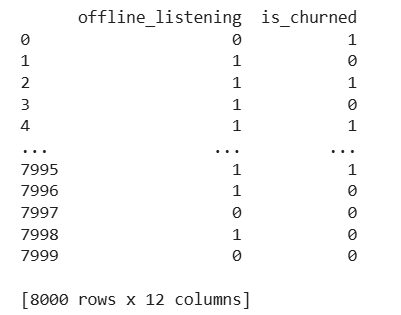 offline_listening is_churned
0 0 1
1 1 0
2 1 1
3 1 0
4 1 1
... ... ...
7995 1 1
7996 1 0
7997 0 0
7998 1 0
7999 0 0
[8000 rows x 12 columns]